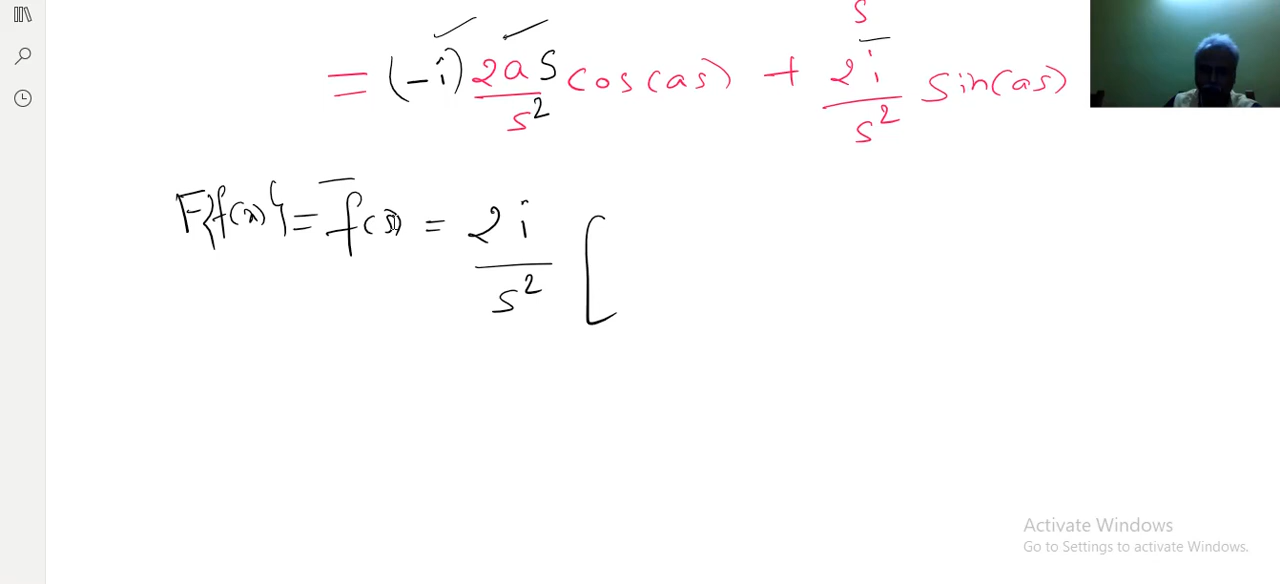 s
= (-i) 2as/s² cos(as) + 2i/s² sin(as)
F{f(x)} = f̅(s) = 2i/s² [
Activate Windows
Go to Settings to activate Windows.